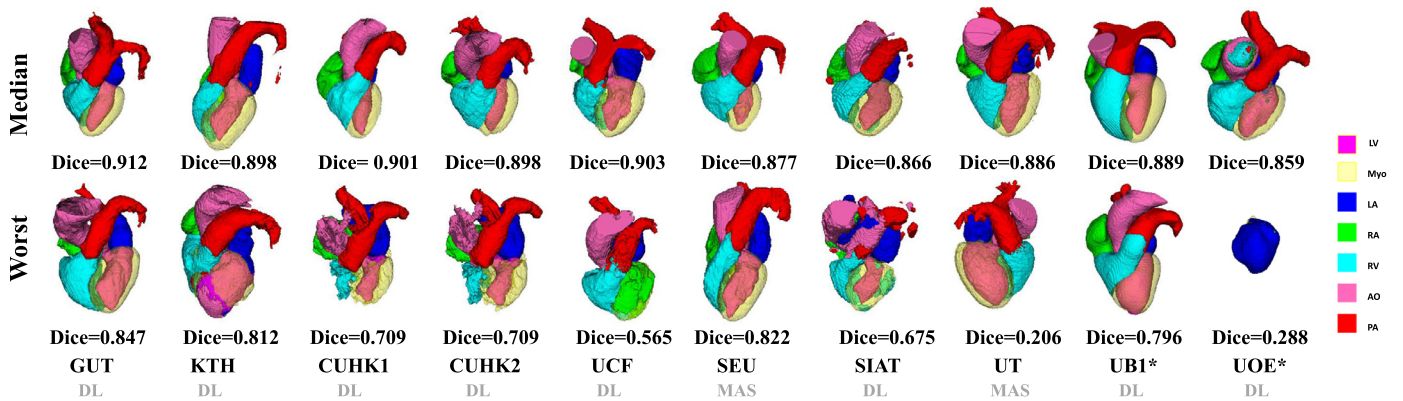 Median
Dice=0.912 Dice=0.898 Dice= 0.901 Dice=0.898 Dice=0.903 Dice=0.877 Dice=0.866 Dice=0.886 Dice=0.889 Dice=0.859
Worst
Dice=0.847 Dice=0.812 Dice=0.709 Dice=0.709 Dice=0.565 Dice=0.822 Dice=0.675 Dice=0.206 Dice=0.796 Dice=0.288
GUT KTH CUHK1 CUHK2 UCF SEU SIAT UT UB1* UOE*
DL DL DL DL DL MAS DL MAS DL DL
LV
Myo
LA
RA
RV
AO
PA